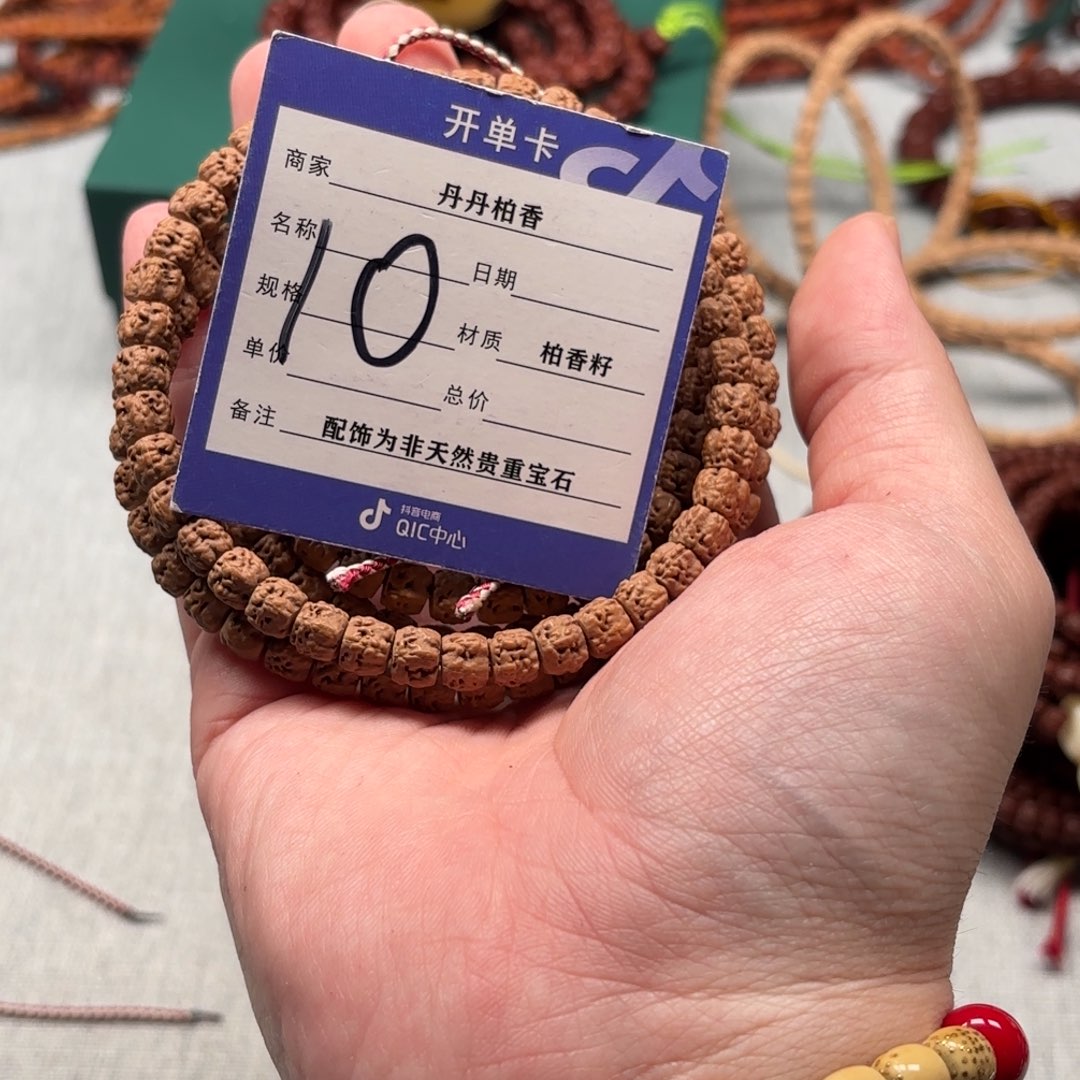 开单卡
商家 丹丹柏香
名称 日期
规格 材质 柏香籽
单价 总价
备注 配饰为非天然贵重宝石
10
抖音电商
QIC中心